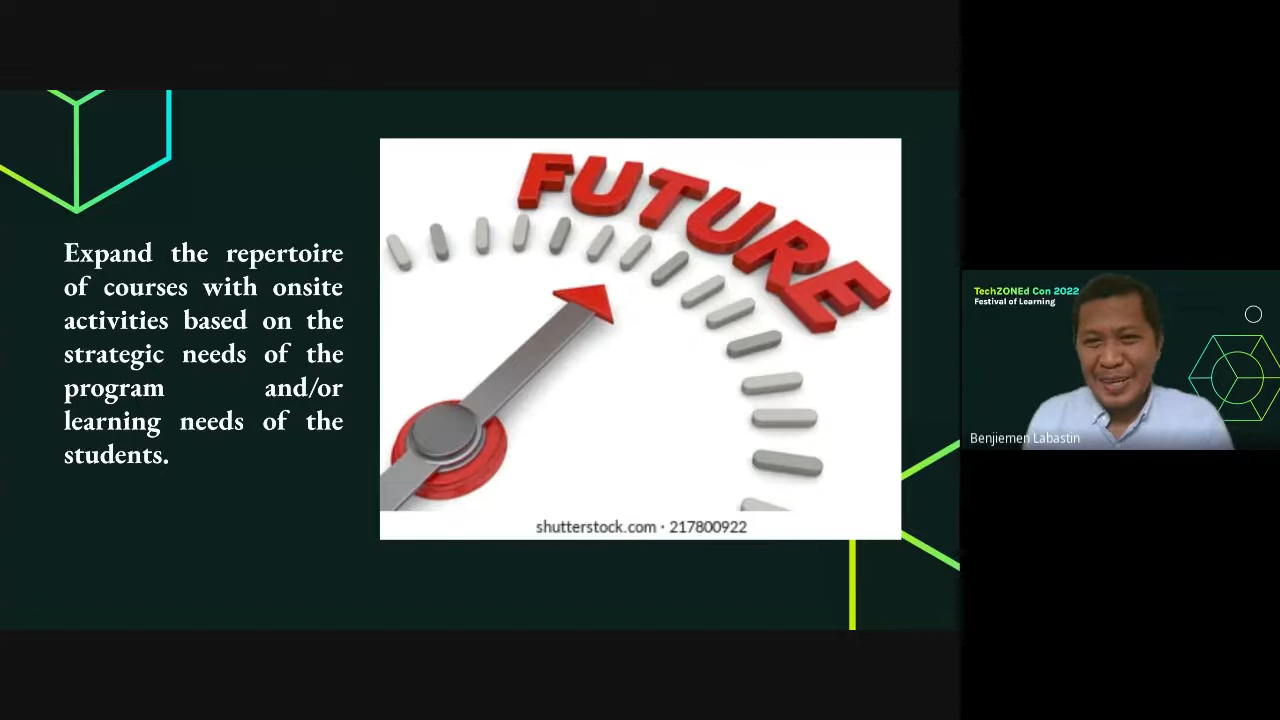 Expand the repertoire
of courses with onsite
activities based on the
strategic needs of the
program and/or
learning needs of the
students.
FUTURE
shutterstock.com · 217800922
TechZONEd Con 2022
Festival of Learning
Benjiemen Labastin